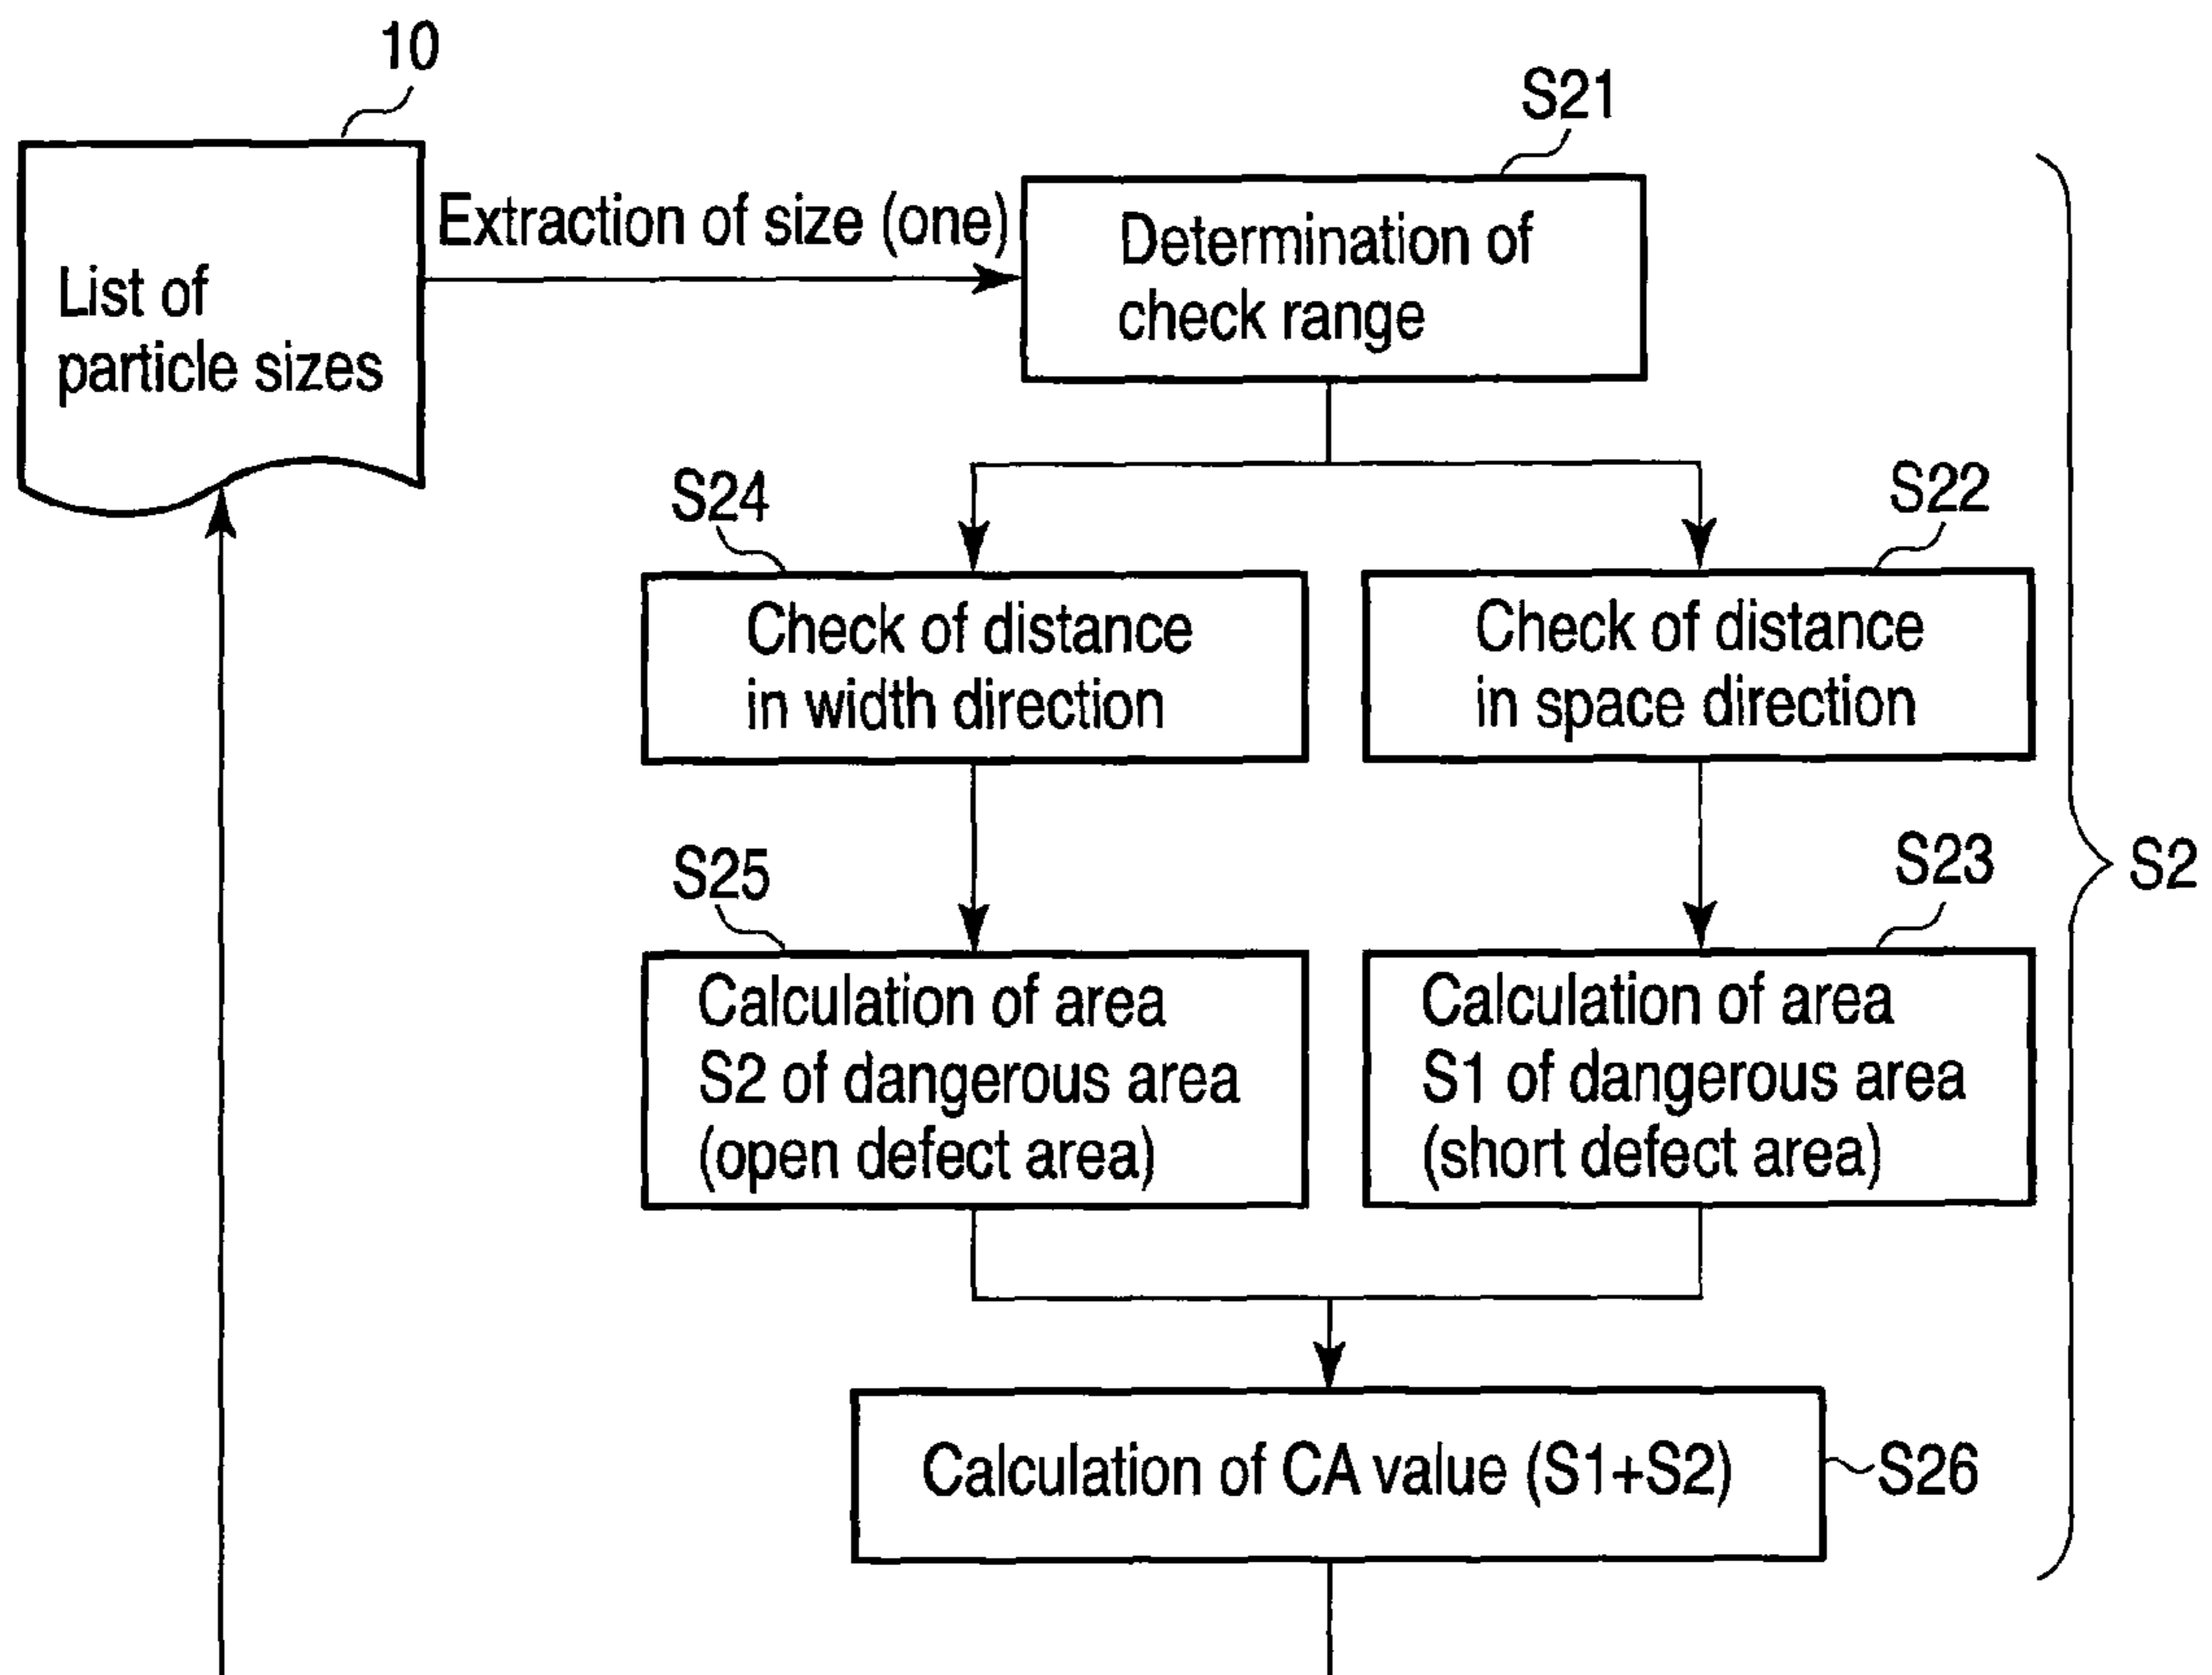 10
S21
Extraction of size (one)
Determination of
check range
List of
particle sizes
S24
S22
Check of distance
in width direction
Check of distance
in space direction
S25
S23
S2
Calculation of area
S2 of dangerous area
(open defect area)
Calculation of area
S1 of dangerous area
(short defect area)
Calculation of CA value (S1+S2)
S26